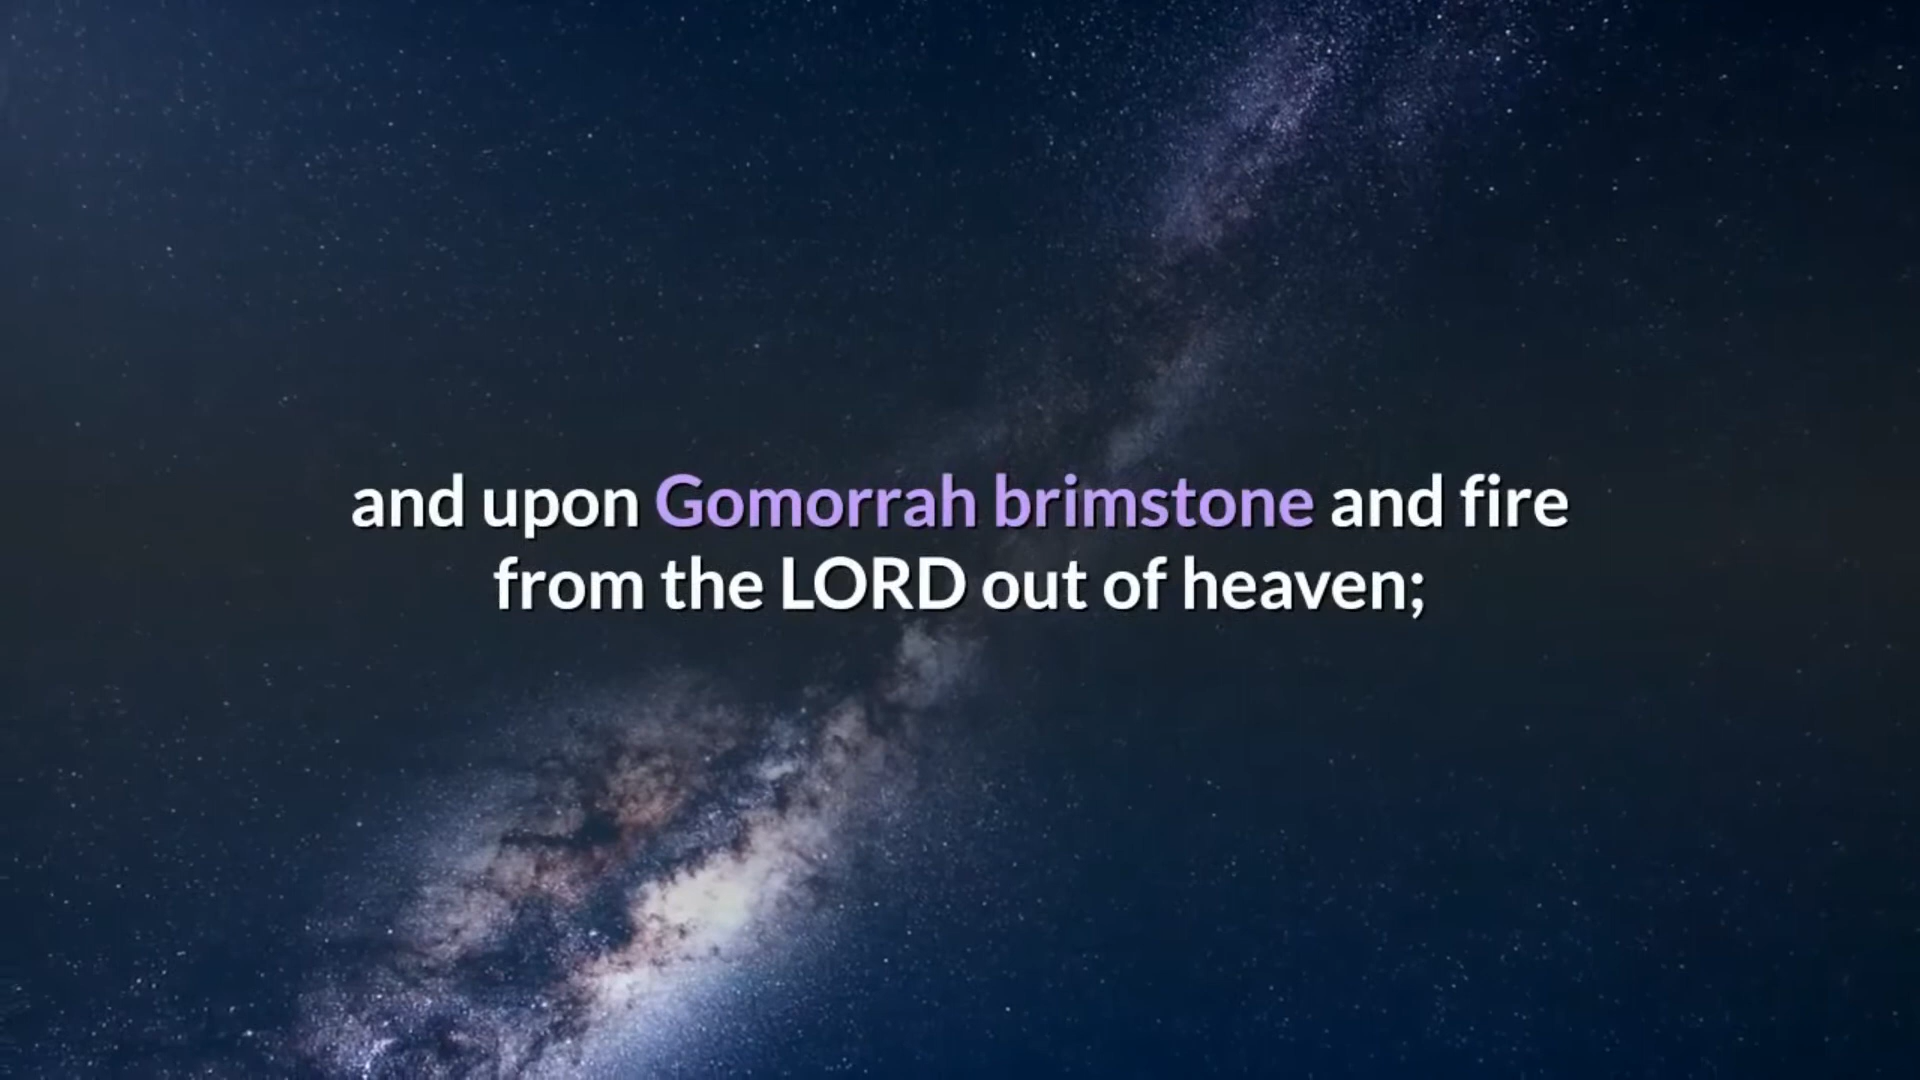 and upon Gomorrah brimstone and fire
from the LORD out of heaven;